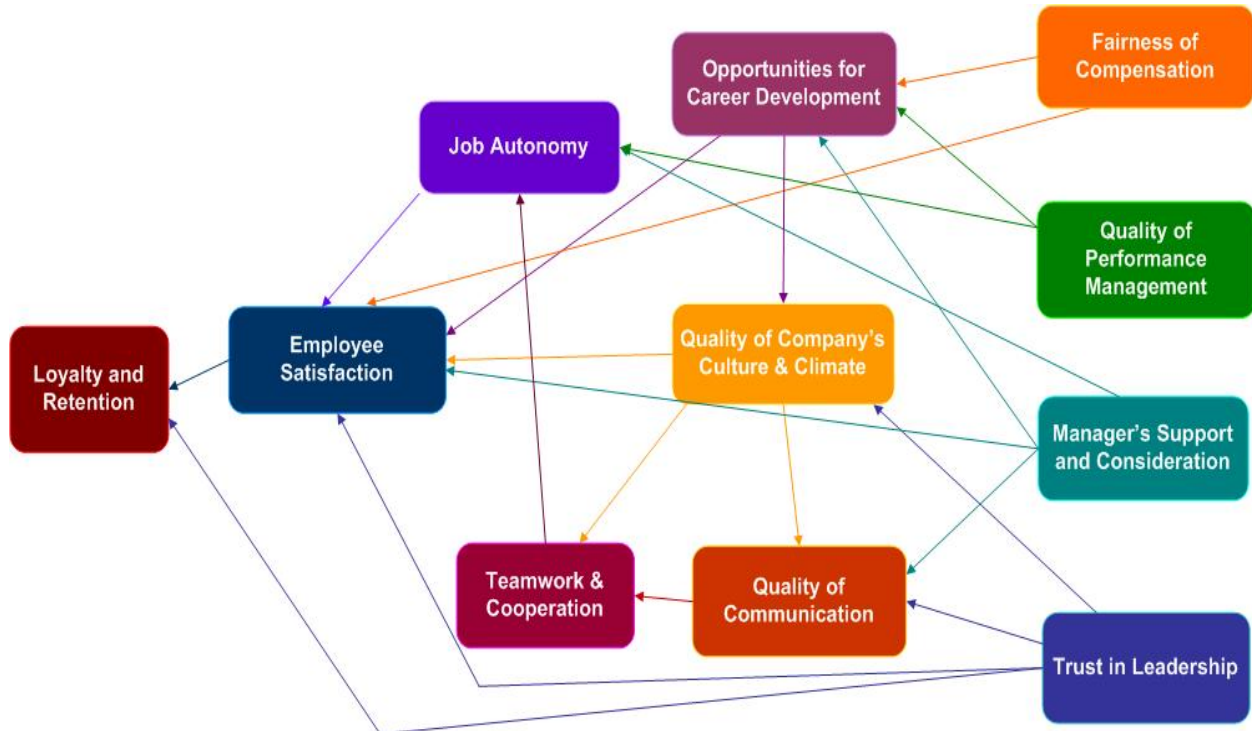 Fairness of
Compensation
Opportunities for
Career Development
Job Autonomy
Quality of
Performance
Management
Employee
Satisfaction
Quality of Company's
Culture & Climate
Loyalty and
Retention
Manager's Support
and Consideration
Teamwork &
Cooperation
Quality of
Communication
Trust in Leadership